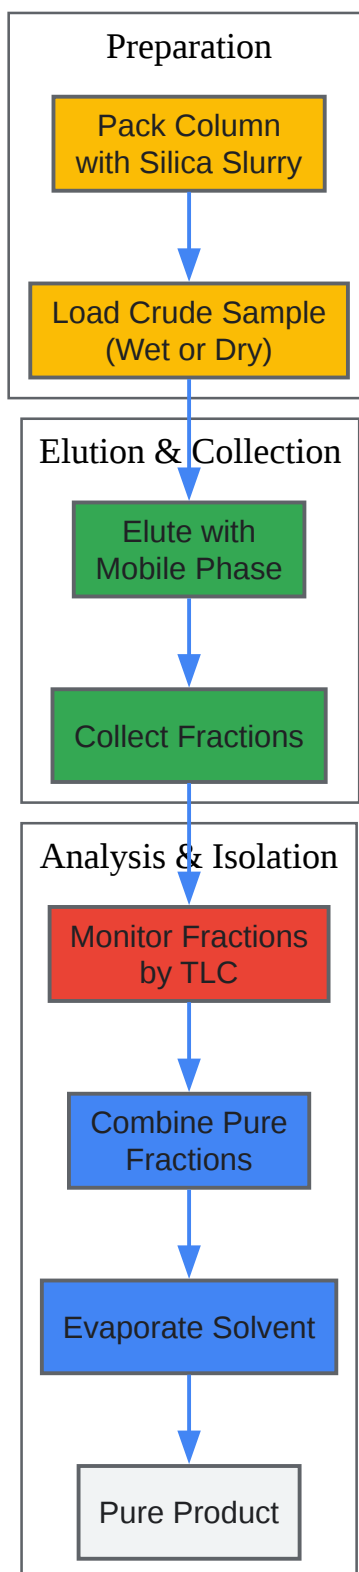 Preparation
Pack Column
with Silica Slurry
Load Crude Sample
(Wet or Dry)
Elution & Collection
Elute with
Mobile Phase
Collect Fractions
Analysis & Isolation
Monitor Fractions
by TLC
Combine Pure
Fractions
Evaporate Solvent
Pure Product